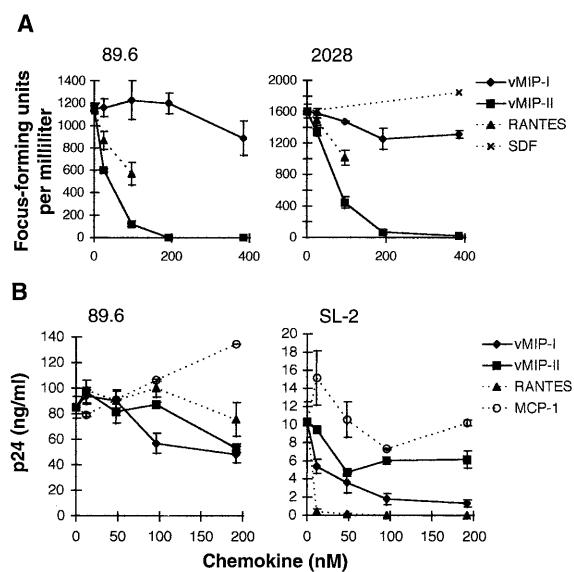 A
89.6
2028
Focus-forming units
per milliliter
1400
1200
1000
800
600
400
200
0
0 200 400
2000
1600
1200
800
400
0
0 100 200 300 400
vMIP-I
vMIP-II
RANTES
SDF
B
89.6
SL-2
p24 (ng/ml)
140
120
100
80
60
40
20
0
0 50 100 150 200
20
18
16
14
12
10
8
6
4
2
0
0 50 100 150 200
vMIP-I
vMIP-II
RANTES
MCP-1
Chemokine (nM)